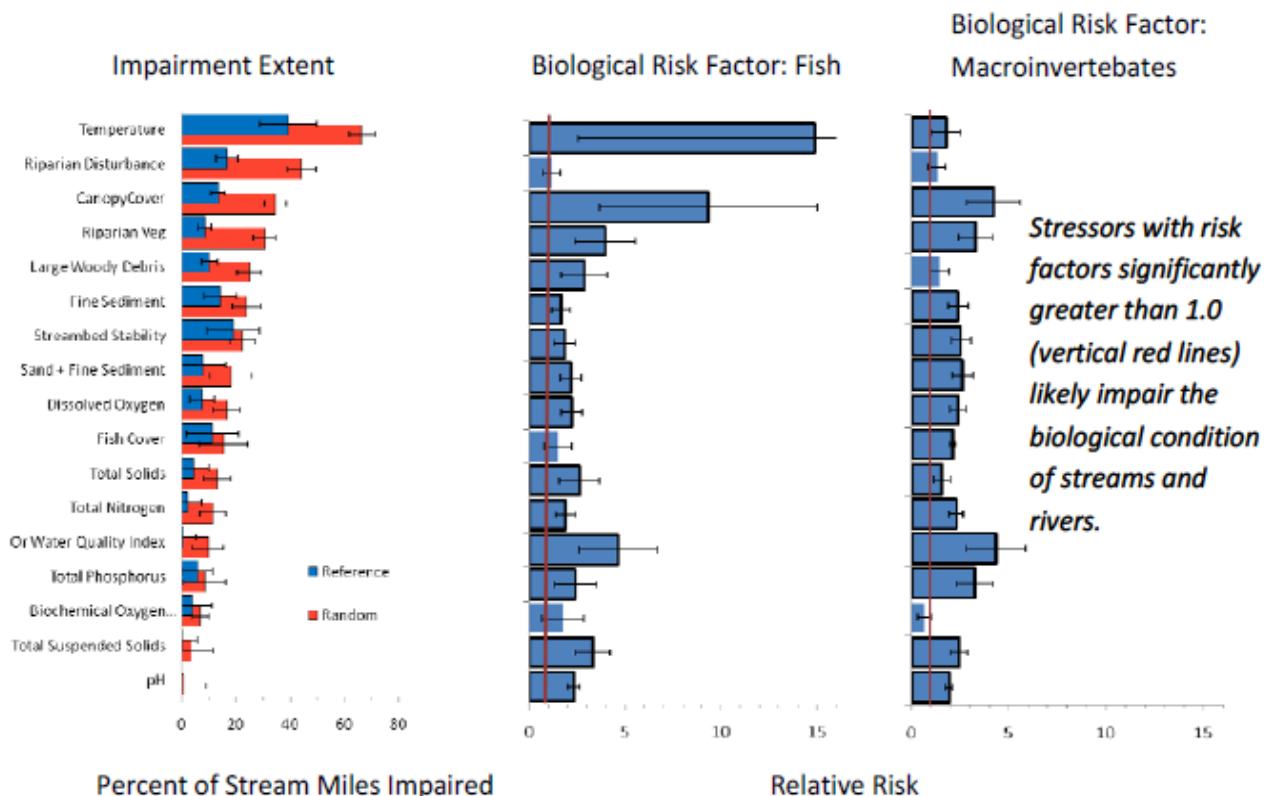 Impairment Extent
Biological Risk Factor: Fish
Biological Risk Factor:
Macroinvertebates
Temperature
Riparian Disturbance
CanopyCover
Riparian Veg
Large Woody Debris
Fine Sediment
Streambed Stability
Sand + Fine Sediment
Dissolved Oxygen
Fish Cover
Total Solids
Total Nitrogen
Or Water Quality Index
Total Phosphorus
Biochemical Oxygen...
Total Suspended Solids
pH
Reference
Random
Stressors with risk
factors significantly
greater than 1.0
(vertical red lines)
likely impair the
biological condition
of streams and
rivers.
0 20 40 60 80
0 5 10 15
0 5 10 15
Percent of Stream Miles Impaired
Relative Risk